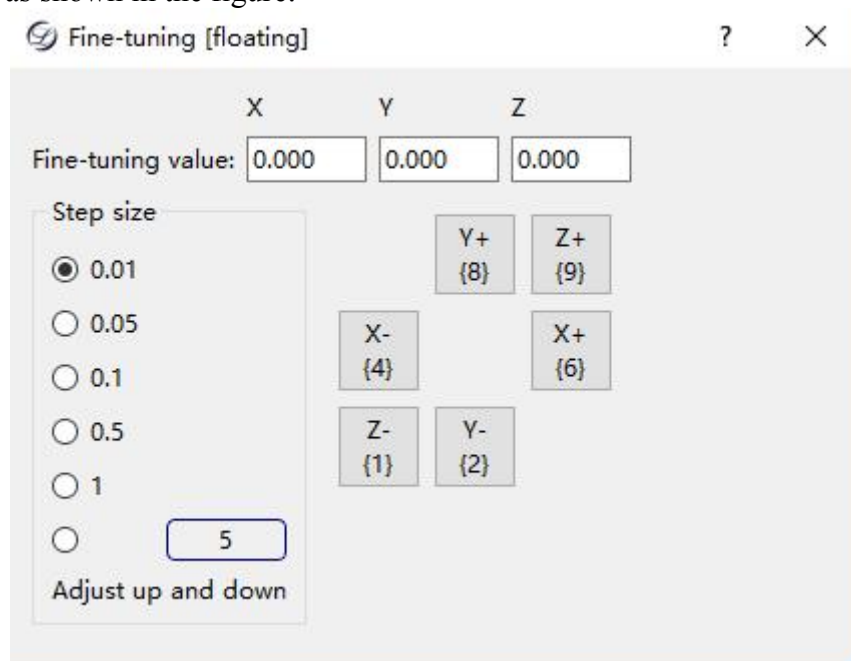 as shown in the figure.
Fine-tuning [floating] ?
X Y Z
Fine-tuning value: 0.000 0.000 0.000
Step size
0.01
0.05
0.1
0.5
1
5
Adjust up and down
Y+ Z+
{8} {9}
X- X+
{4} {6}
Z- Y-
{1} {2}